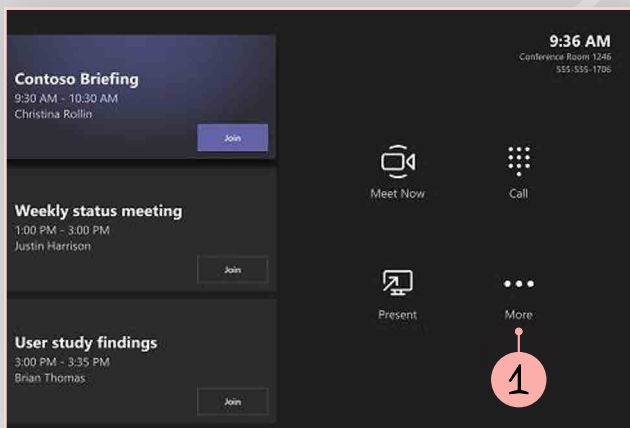 Contoso Briefing
9:30 AM - 10:30 AM
Christina Rollin
Join
Weekly status meeting
1:00 PM - 3:00 PM
Justin Harrison
Join
User study findings
3:00 PM - 3:35 PM
Brian Thomas
Join
9:36 AM
Conference Room 1246
555-555-1706
Meet Now
Call
Present
More
1